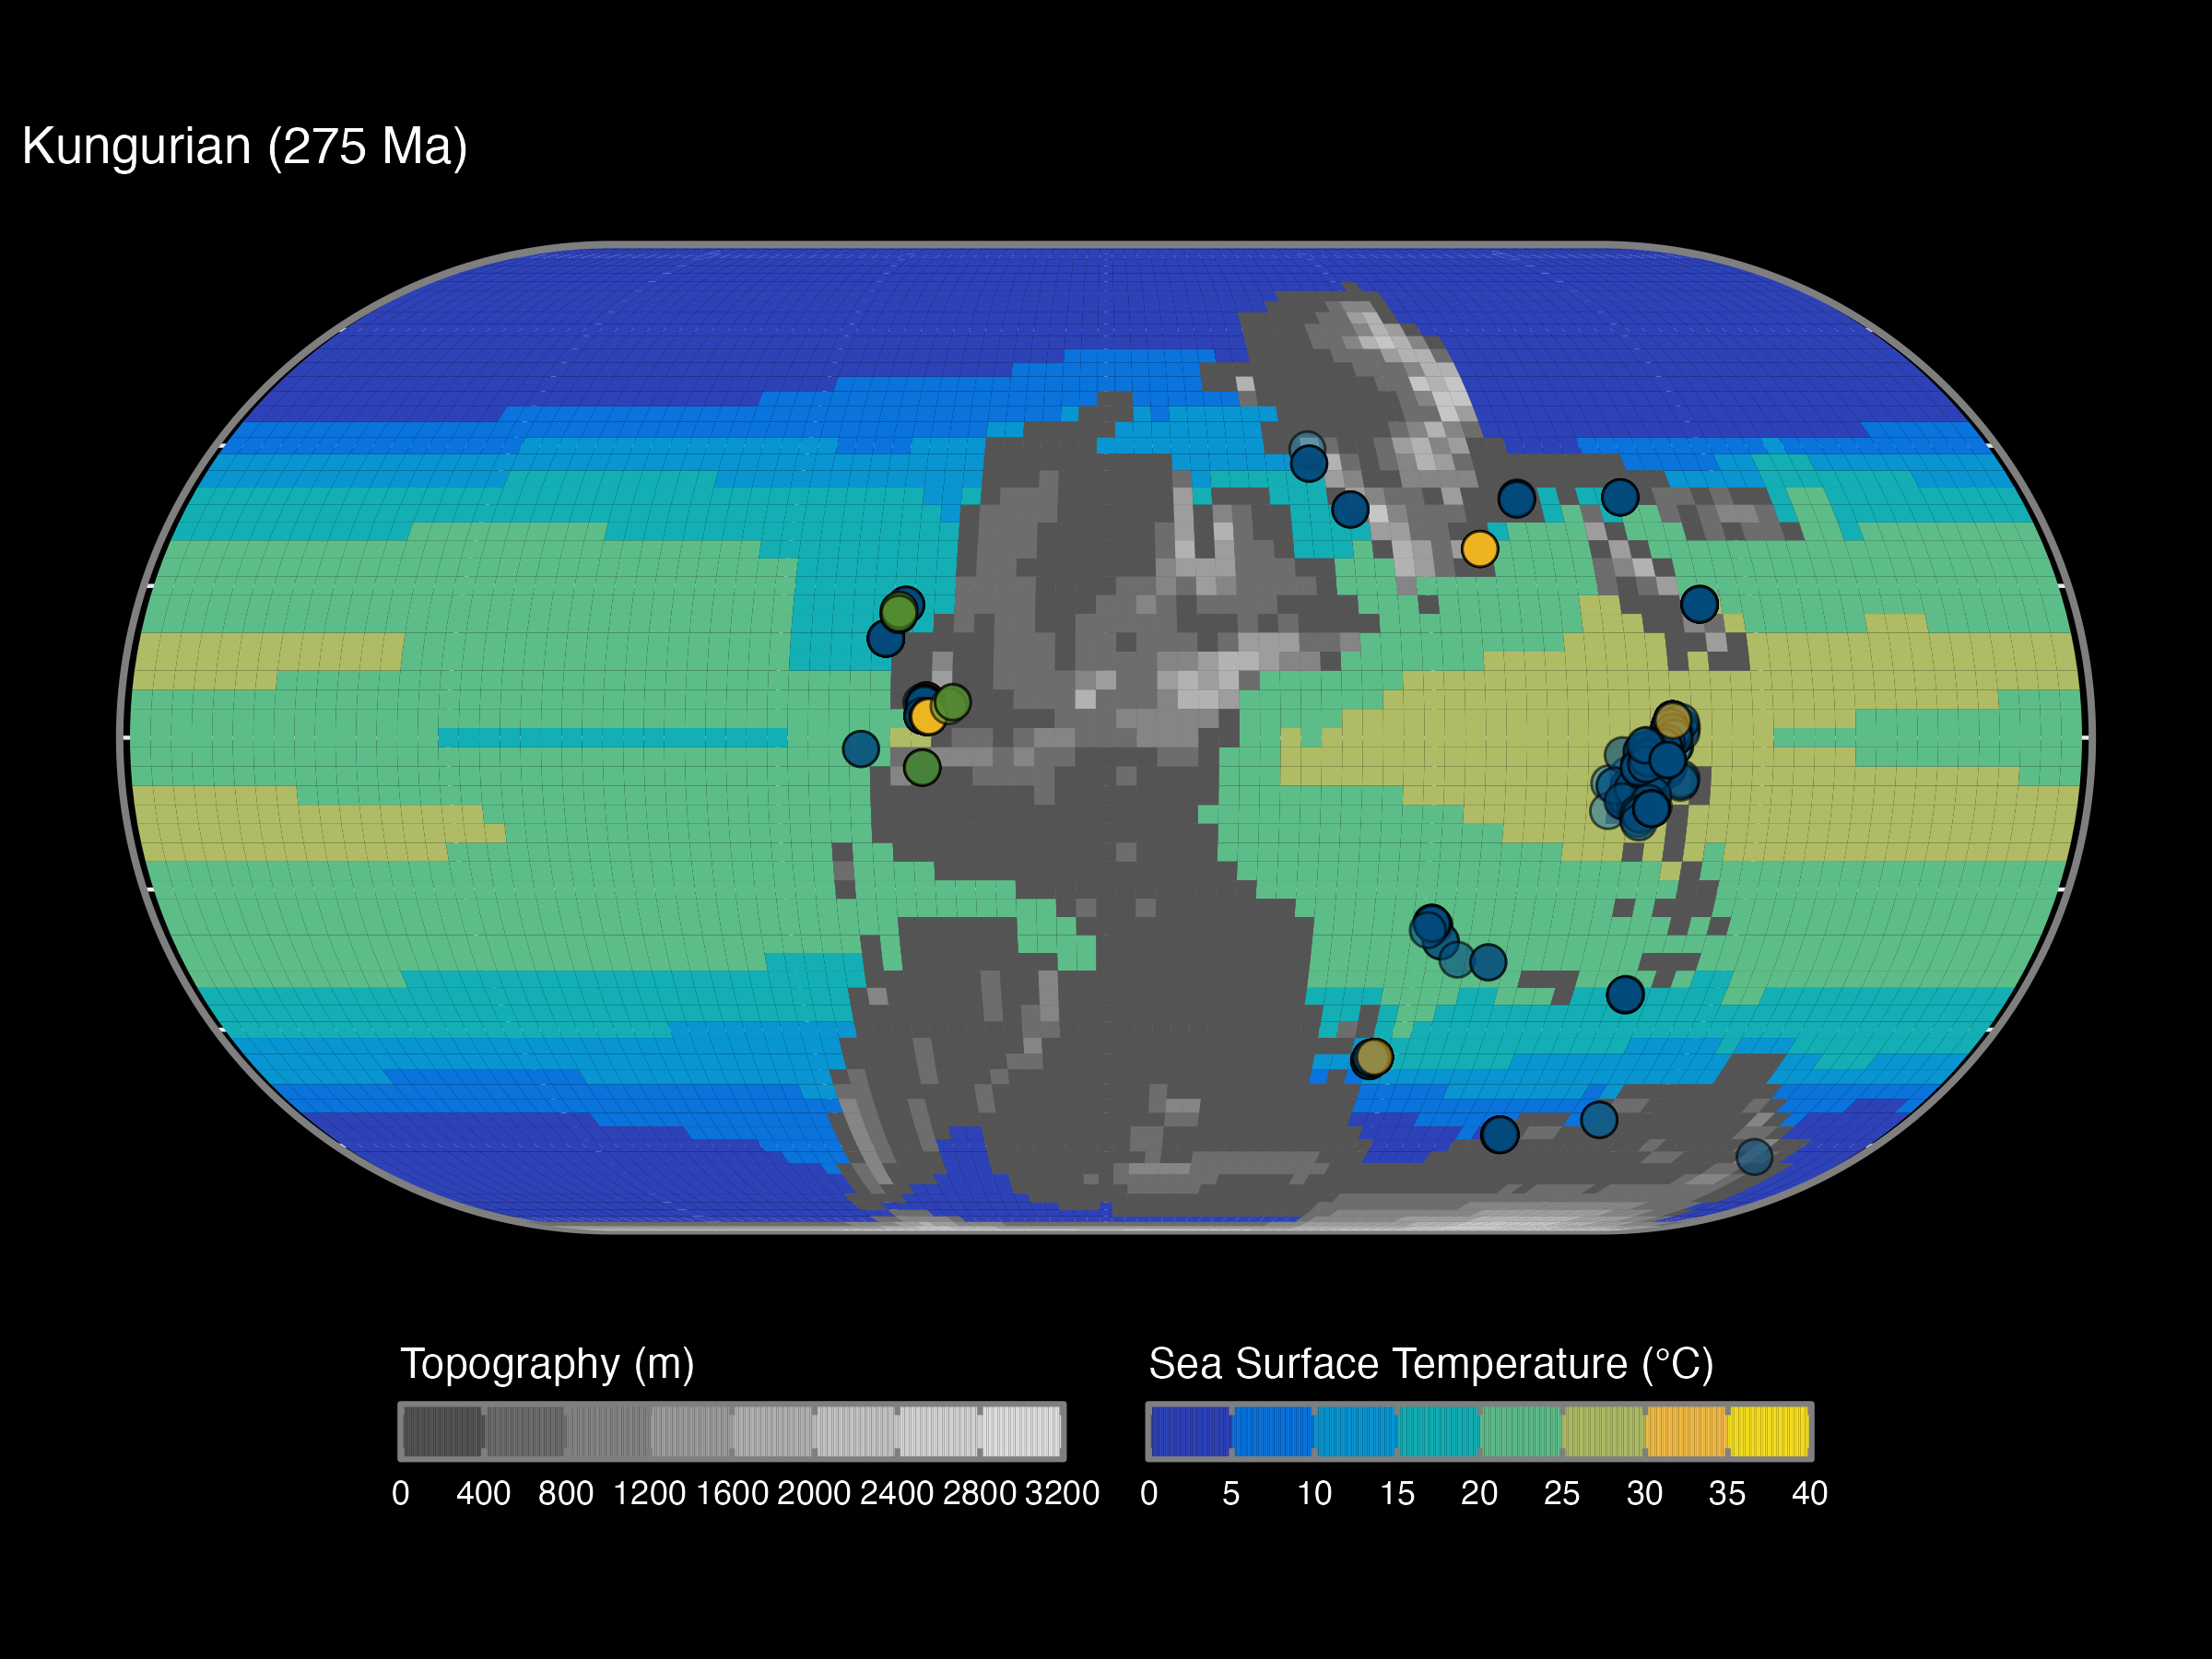 Kungurian (275 Ma)
Topography (m)
0 400 800 1200 1600 2000 2400 2800 3200
Sea Surface Temperature (°C)
0 5 10 15 20 25 30 35 40